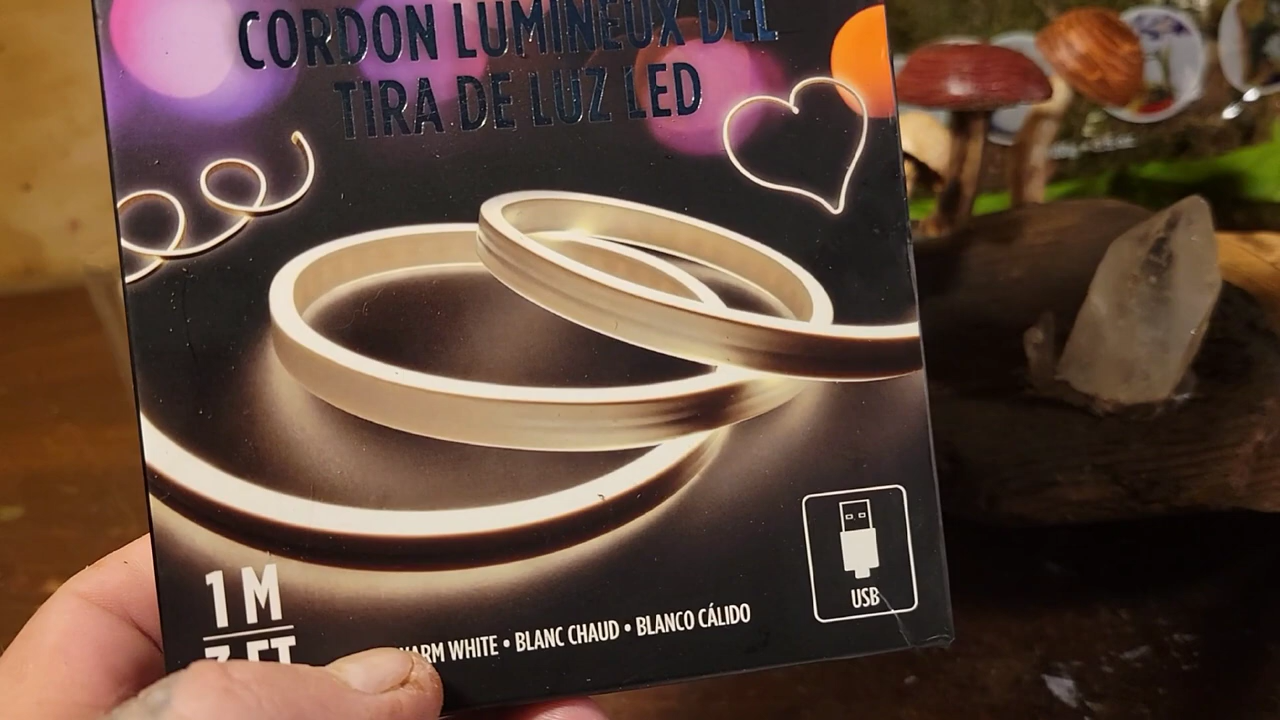 CORDON LUMINEUX DEL
TIRA DE LUZ LED
USB
1 M
WARM WHITE • BLANC CHAUD • BLANCO CÁLIDO